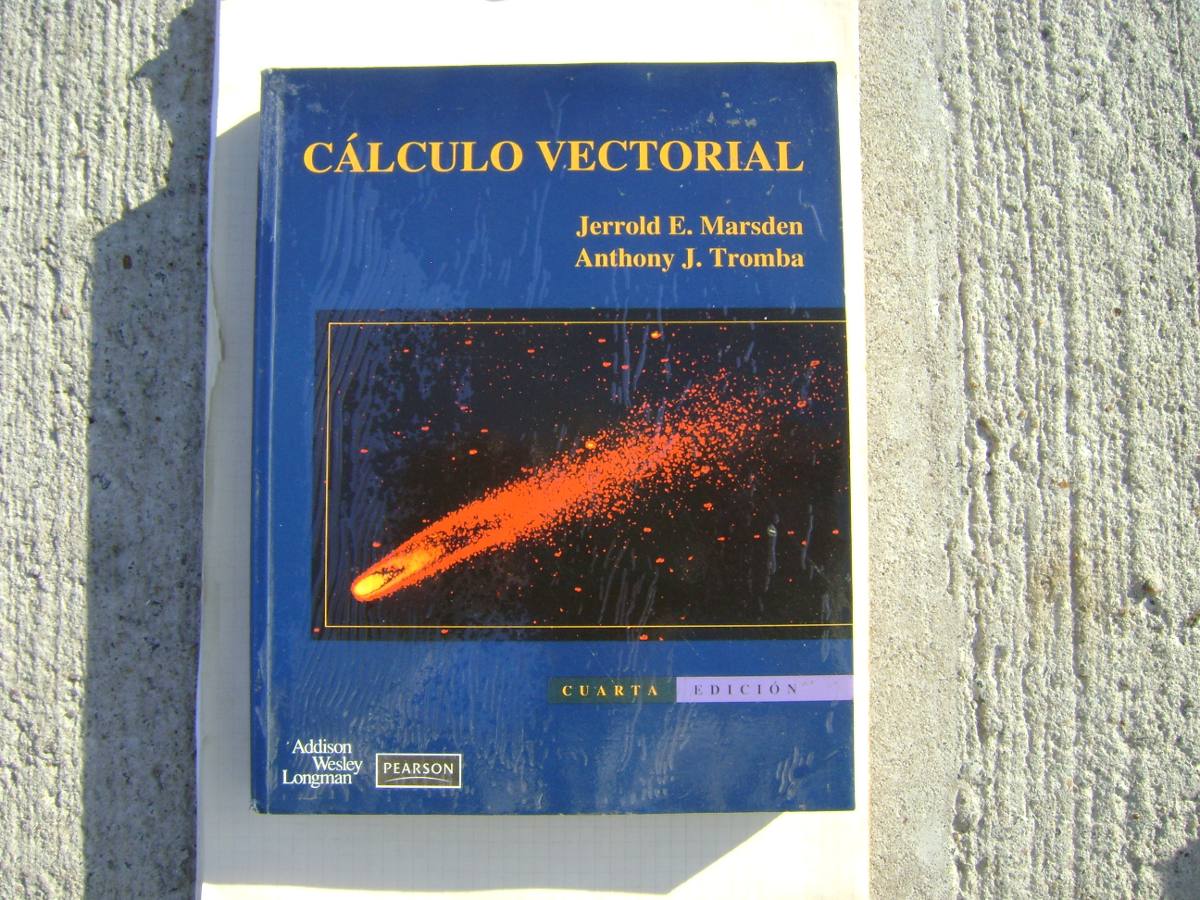 CÁLCULO VECTORIAL
Jerrold E. Marsden
Anthony J. Tromba
CUARTA EDICIÓN
Addison
Wesley
Longman
PEARSON